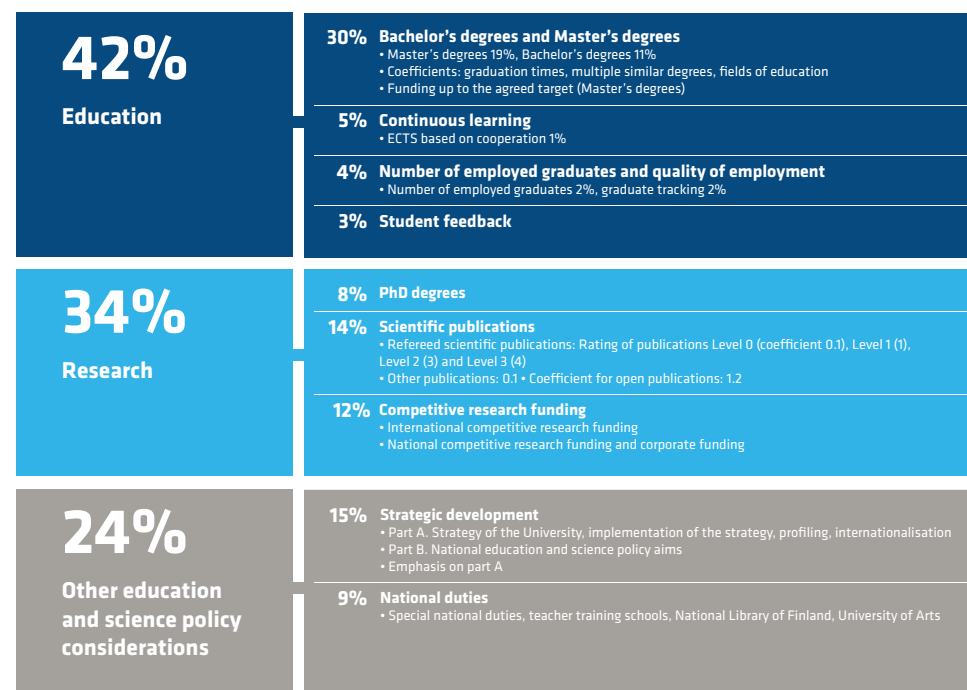 42%
Education
30% Bachelor's degrees and Master's degrees
• Master's degrees 19%, Bachelor's degrees 11%
• Coefficients: graduation times, multiple similar degrees, fields of education
• Funding up to the agreed target (Master's degrees)
5% Continuous learning
• ECTS based on cooperation 1%
4% Number of employed graduates and quality of employment
• Number of employed graduates 2%, graduate tracking 2%
3% Student feedback
34%
Research
8% PhD degrees
14% Scientific publications
• Refereed scientific publications: Rating of publications Level 0 (coefficient 0.1), Level 1 (1),
Level 2 (3) and Level 3 (4)
• Other publications: 0.1 • Coefficient for open publications: 1.2
12% Competitive research funding
• International competitive research funding
• National competitive research funding and corporate funding
24%
Other education
and science policy
considerations
15% Strategic development
• Part A. Strategy of the University, implementation of the strategy, profiling, internationalisation
• Part B. National education and science policy aims
• Emphasis on part A
9% National duties
• Special national duties, teacher training schools, National Library of Finland, University of Arts